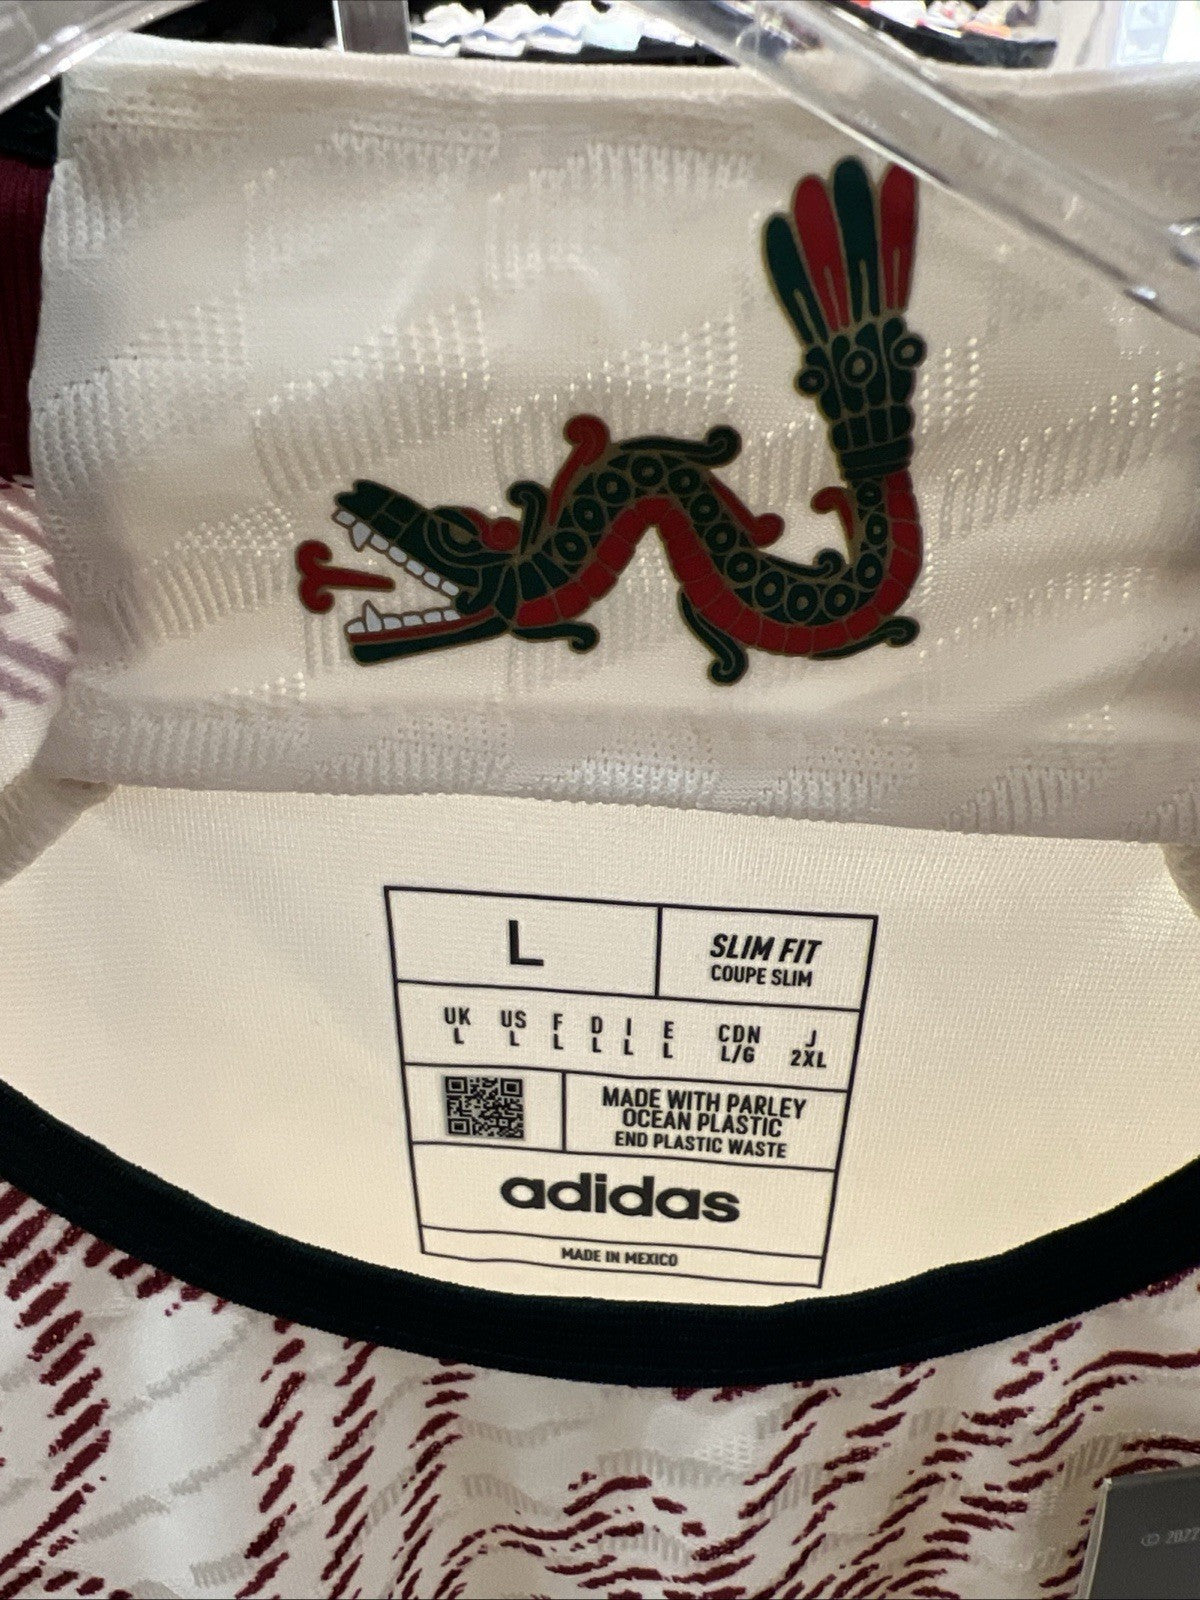 L
SLIM FIT
COUPE SLIM
UK US F D I E CDN J
L L L L L L L/G 2XL
MADE WITH PARLEY
OCEAN PLASTIC
END PLASTIC WASTE
adidas
MADE IN MEXICO